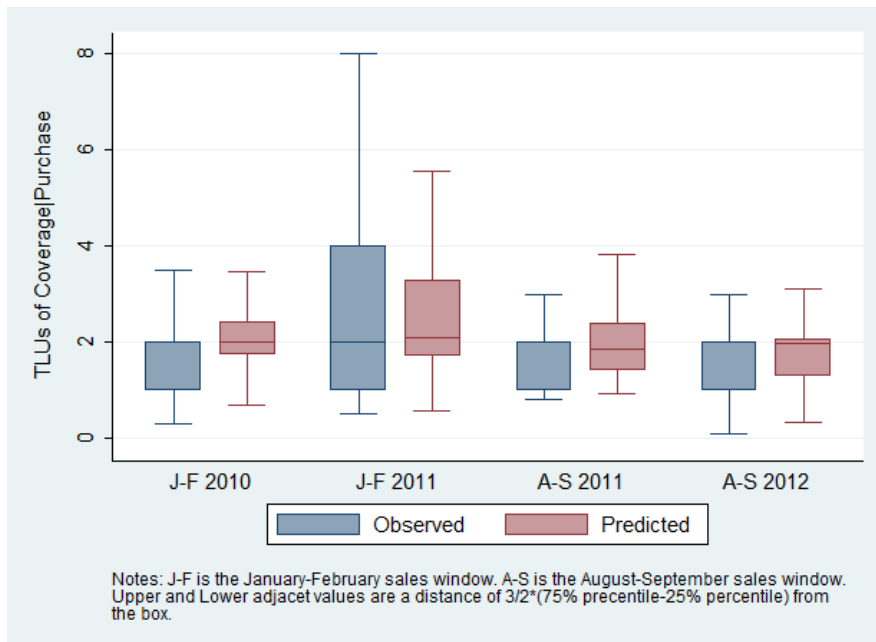 TLUs of Coverage|Purchase
8
6
4
2
0
J-F 2010 J-F 2011 A-S 2011 A-S 2012
Observed Predicted
Notes: J-F is the January-February sales window. A-S is the August-September sales window.
Upper and Lower adjacet values are a distance of 3/2*(75% precentile-25% percentile) from
the box.